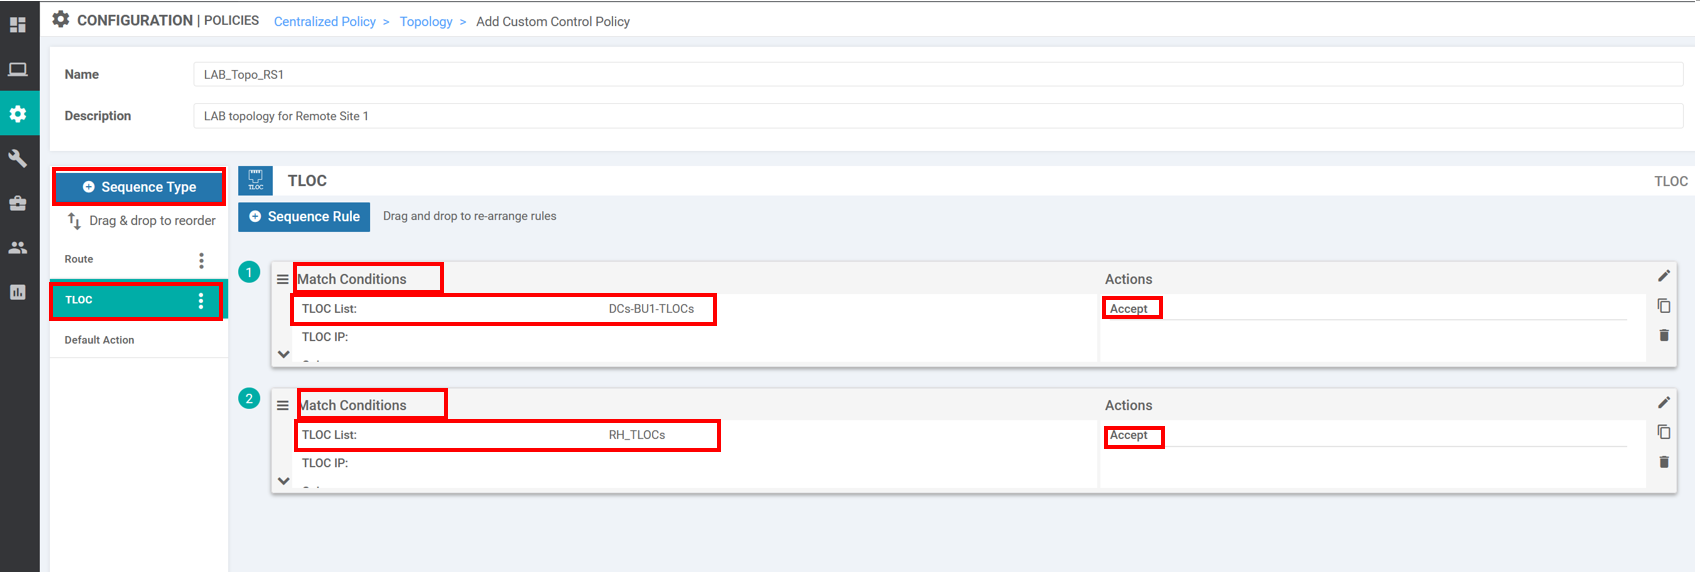 CONFIGURATION | POLICIES Centralized Policy > Topology > Add Custom Control Policy
Name LAB_Topo_RS1
Description LAB topology for Remote Site 1
Sequence Type
Drag & drop to reorder
Route
TLOC
Default Action
TLOC TLOC TLOC
Sequence Rule Drag and drop to re-arrange rules
1 Match Conditions Actions
TLOC List: DCs-BU1-TLOCs Accept
TLOC IP:
2 Match Conditions Actions
TLOC List: RH_TLOCs Accept
TLOC IP: